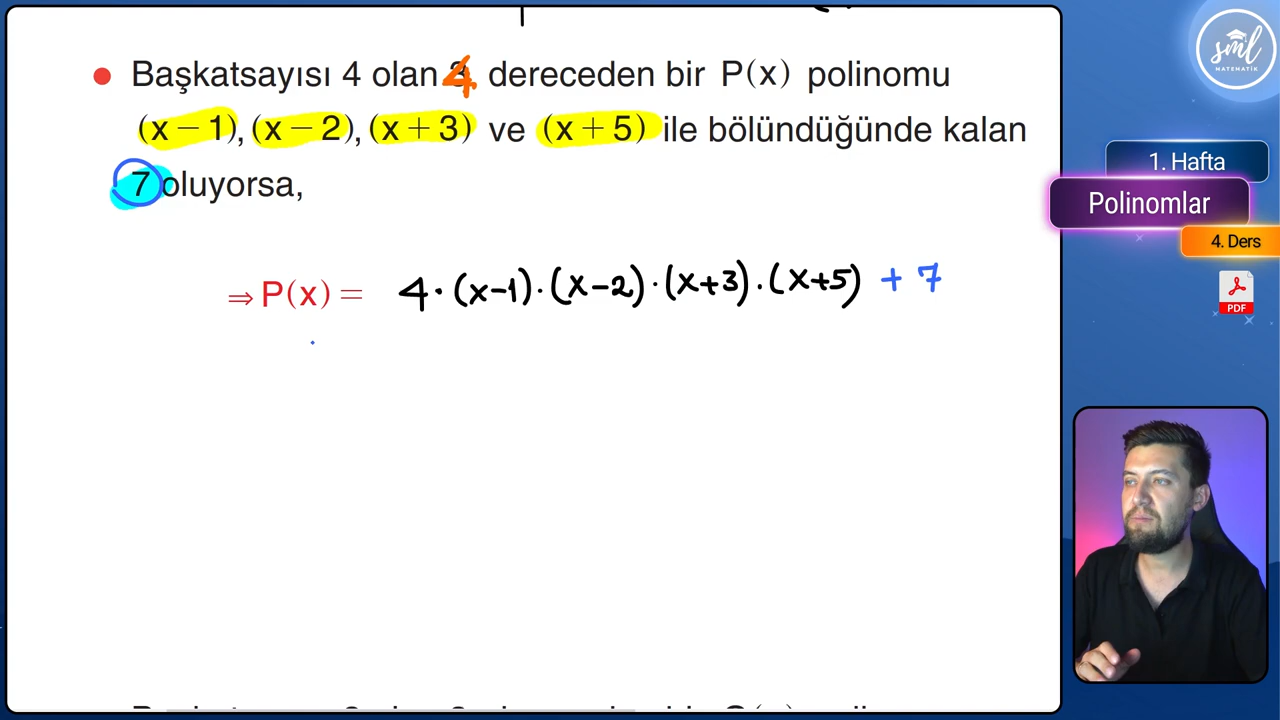 Başkatsayısı 4 olan 4. dereceden bir P(x) polinomu
(x − 1), (x − 2), (x + 3) ve (x + 5) ile bölündüğünde kalan
7 oluyorsa,
⇒ P(x) = 4 · (x-1) · (x-2) · (x+3) · (x+5) + 7
sml
MATEMATİK
1. Hafta
Polinomlar
4. Ders
PDF